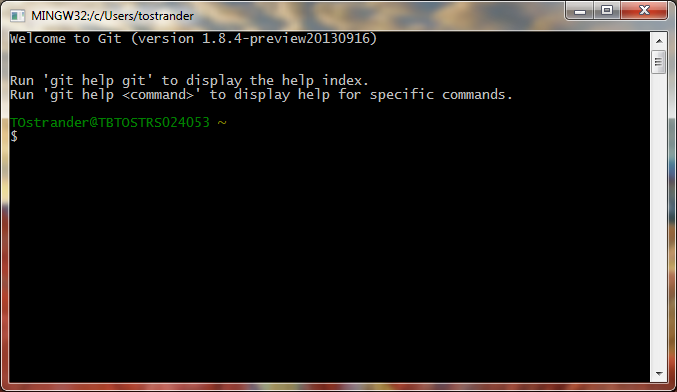 MINGW32:/c/Users/tostrander
Welcome to Git (version 1.8.4-preview20130916)
Run 'git help git' to display the help index.
Run 'git help <command>' to display help for specific commands.
TOstrander@TBTOSTRS024053 ~
$